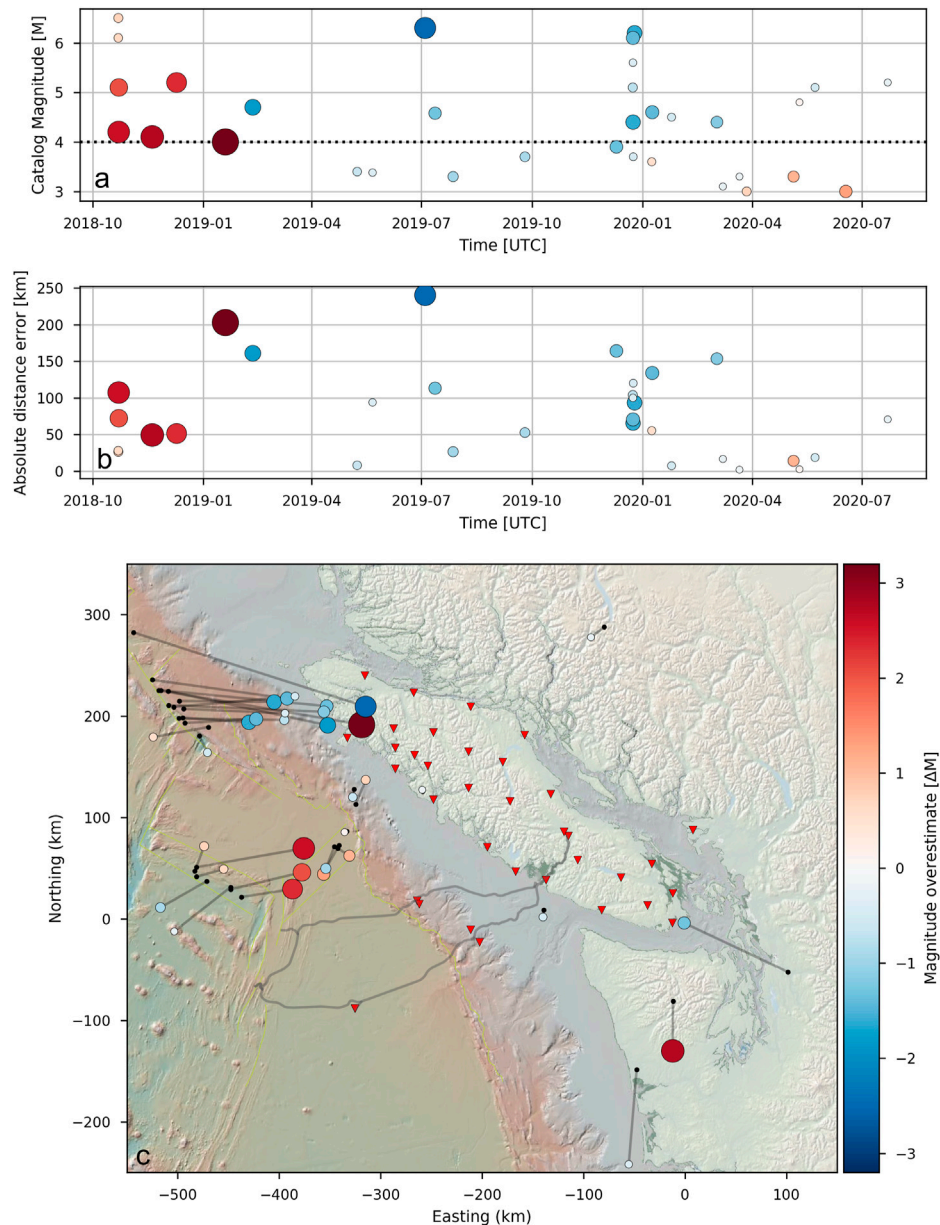 Catalog Magnitude [M]
6
5
4
3
a
2018-10 2019-01 2019-04 2019-07 2019-10 2020-01 2020-04 2020-07
Time [UTC]
Absolute distance error [km]
250
200
150
100
50
0
b
2018-10 2019-01 2019-04 2019-07 2019-10 2020-01 2020-04 2020-07
Time [UTC]
Northing (km)
300
200
100
0
−100
−200
c
−500 −400 −300 −200 −100 0 100
Easting (km)
3
2
1
0
−1
−2
−3
Magnitude overestimate [ΔM]